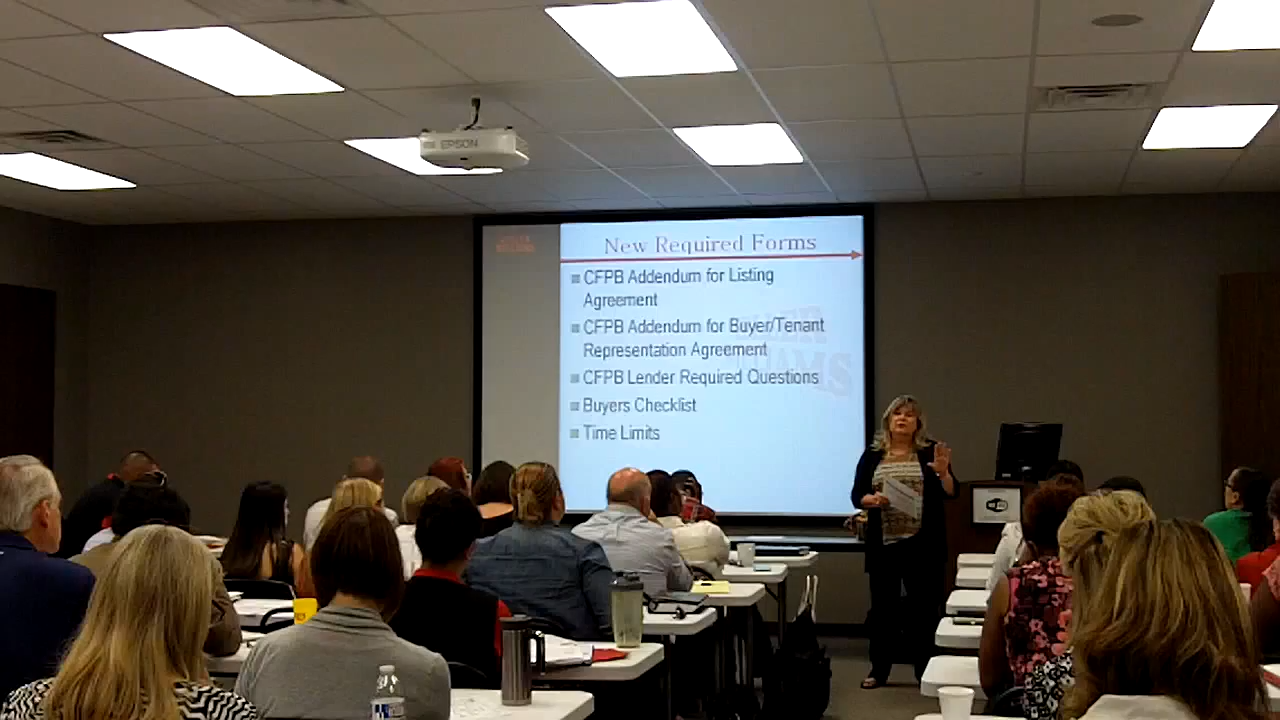 EPSON
New Required Forms
CFPB Addendum for Listing
Agreement
CFPB Addendum for Buyer/Tenant
Representation Agreement
CFPB Lender Required Questions
Buyers Checklist
Time Limits